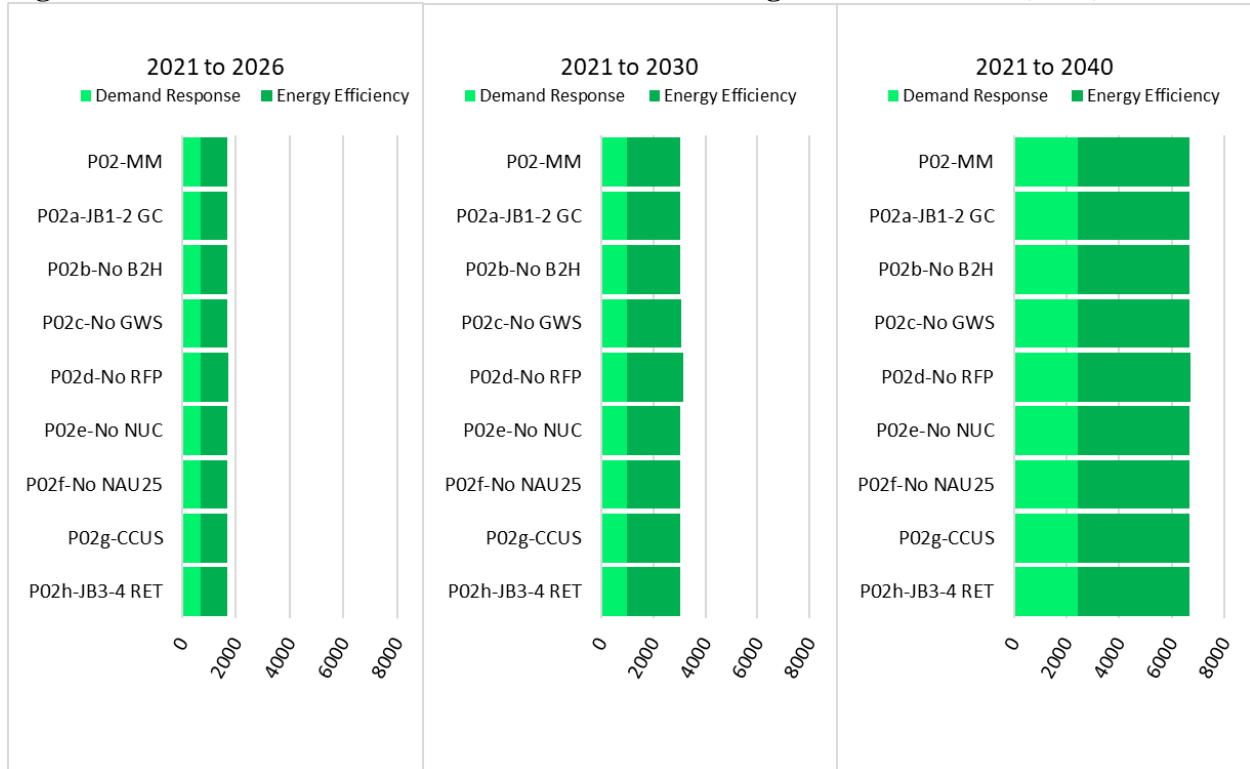 2021 to 2026
Demand Response Energy Efficiency
P02-MM
P02a-JB1-2 GC
P02b-No B2H
P02c-No GWS
P02d-No RFP
P02e-No NUC
P02f-No NAU25
P02g-CCUS
P02h-JB3-4 RET
0 2000 4000 6000 8000
2021 to 2030
Demand Response Energy Efficiency
P02-MM
P02a-JB1-2 GC
P02b-No B2H
P02c-No GWS
P02d-No RFP
P02e-No NUC
P02f-No NAU25
P02g-CCUS
P02h-JB3-4 RET
0 2000 4000 6000 8000
2021 to 2040
Demand Response Energy Efficiency
P02-MM
P02a-JB1-2 GC
P02b-No B2H
P02c-No GWS
P02d-No RFP
P02e-No NUC
P02f-No NAU25
P02g-CCUS
P02h-JB3-4 RET
0 2000 4000 6000 8000